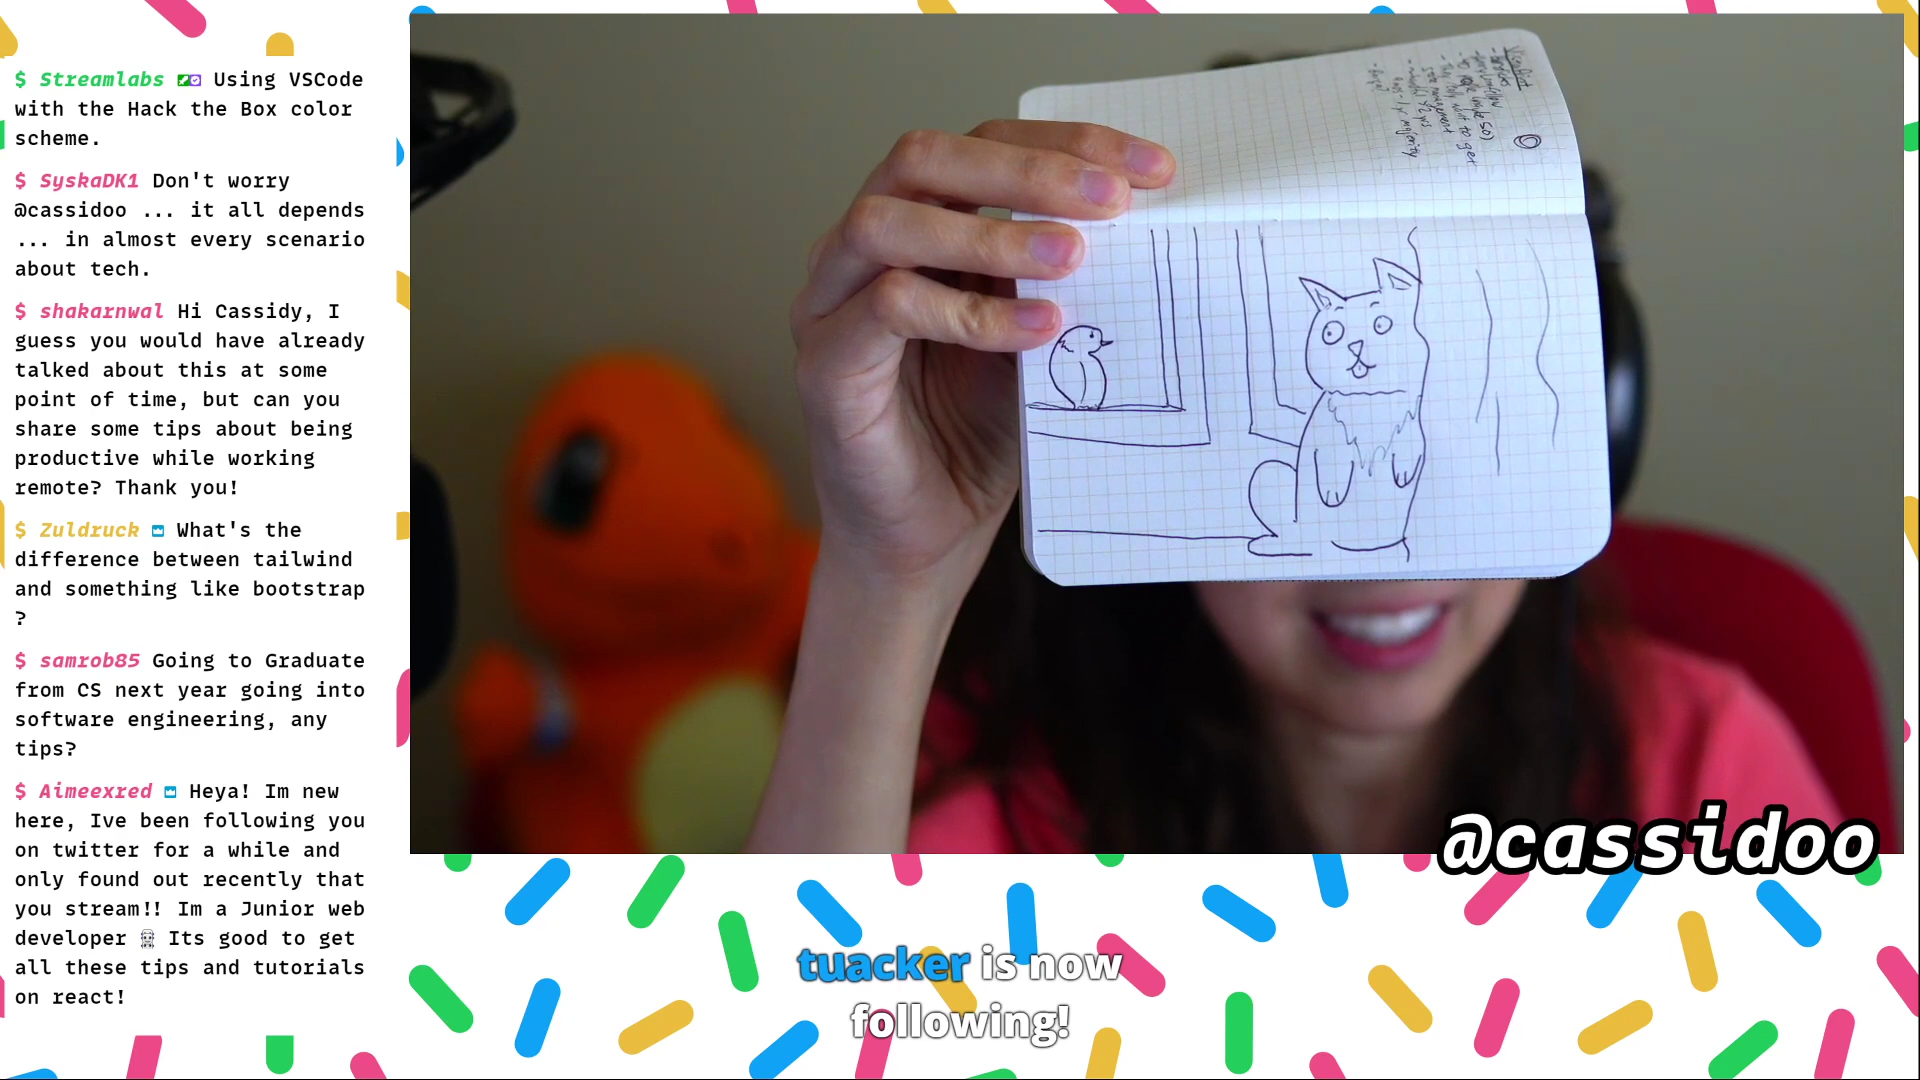 $ Streamlabs Using VSCode
with the Hack the Box color
scheme.
$ SyskaDK1 Don't worry
@cassidoo ... it all depends
... in almost every scenario
about tech.
$ shakarnwal Hi Cassidy, I
guess you would have already
talked about this at some
point of time, but can you
share some tips about being
productive while working
remote? Thank you!
$ Zuldruck What's the
difference between tailwind
and something like bootstrap
?
$ samrob85 Going to Graduate
from CS next year going into
software engineering, any
tips?
$ Aimeexred Heya! Im new
here, Ive been following you
on twitter for a while and
only found out recently that
you stream!! Im a Junior web
developer Its good to get
all these tips and tutorials
on react!
@cassidoo
tuacker is now
following!